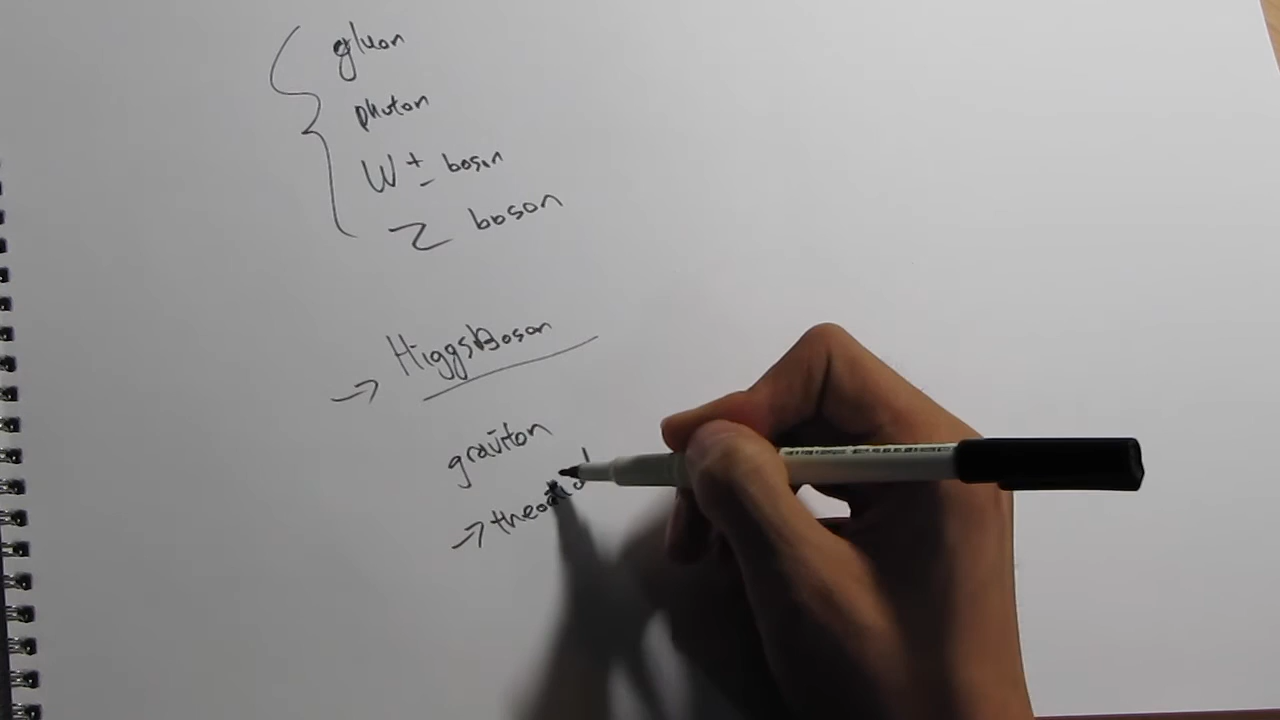 gluon
photon
W± boson
Z boson
→ Higgs Boson
graviton
→